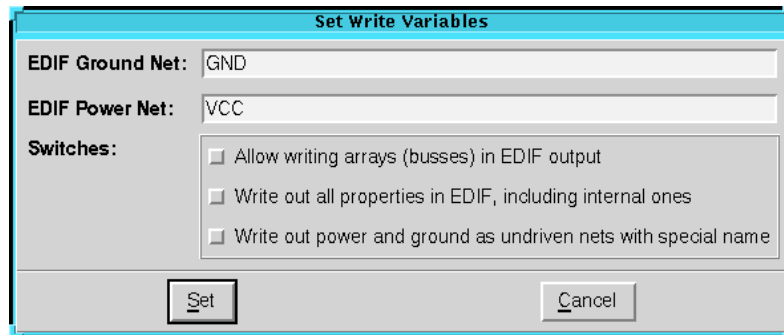 Set Write Variables
EDIF Ground Net: GND
EDIF Power Net: VCC
Switches:
Allow writing arrays (busses) in EDIF output
Write out all properties in EDIF, including internal ones
Write out power and ground as undriven nets with special name
Set Cancel